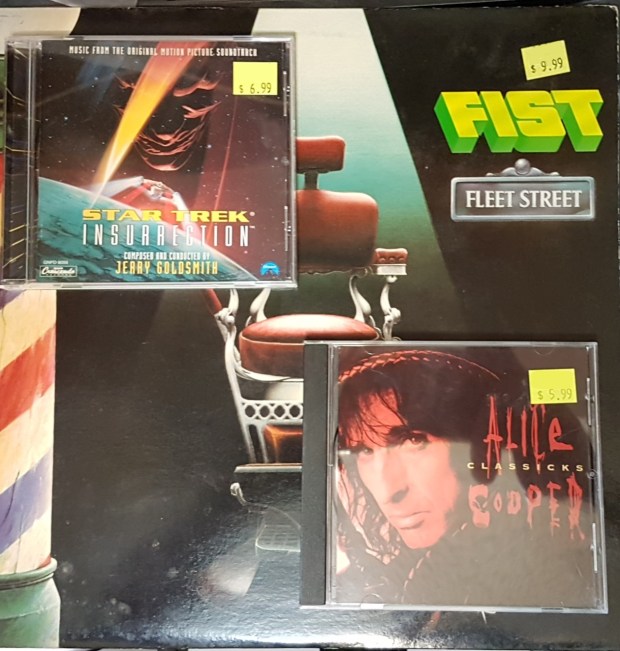 MUSIC FROM THE ORIGINAL MOTION PICTURE SOUNDTRACK
$ 6.99
STAR TREK®
INSURRECTION™
COMPOSED AND CONDUCTED BY
JERRY GOLDSMITH
$ 9.99
FIST
FLEET STREET
$ 5.99
ALICE
CLASSICKS
COOPER